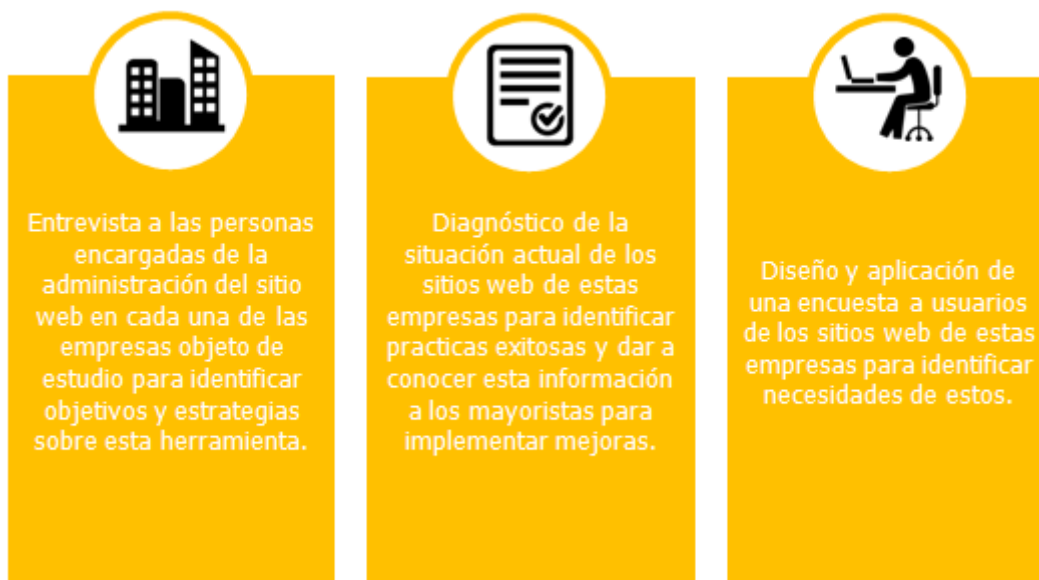 Entrevista a las personas
encargadas de la
administración del sitio
web en cada una de las
empresas objeto de
estudio para identificar
objetivos y estrategias
sobre esta herramienta.
Diagnóstico de la
situación actual de los
sitios web de estas
empresas para identificar
practicas exitosas y dar a
conocer esta información
a los mayoristas para
implementar mejoras.
Diseño y aplicación de
una encuesta a usuarios
de los sitios web de estas
empresas para identificar
necesidades de estos.